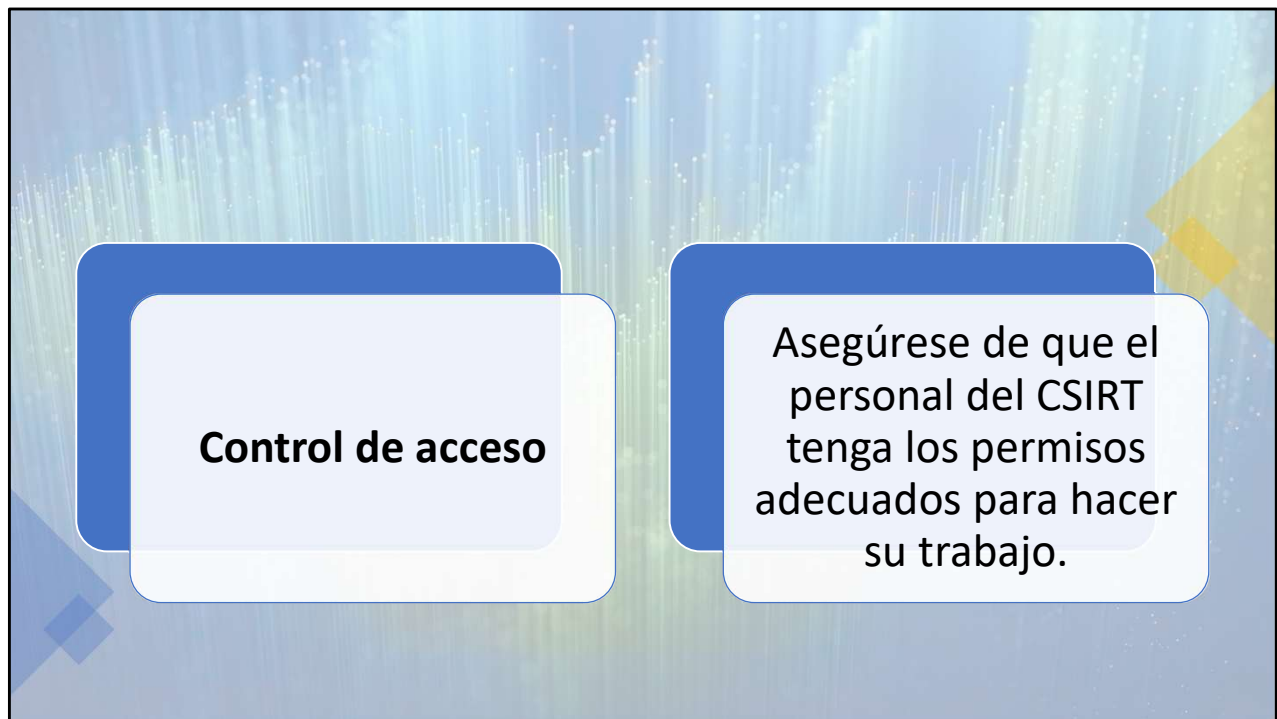 Control de acceso
Asegúrese de que el
personal del CSIRT
tenga los permisos
adecuados para hacer
su trabajo.